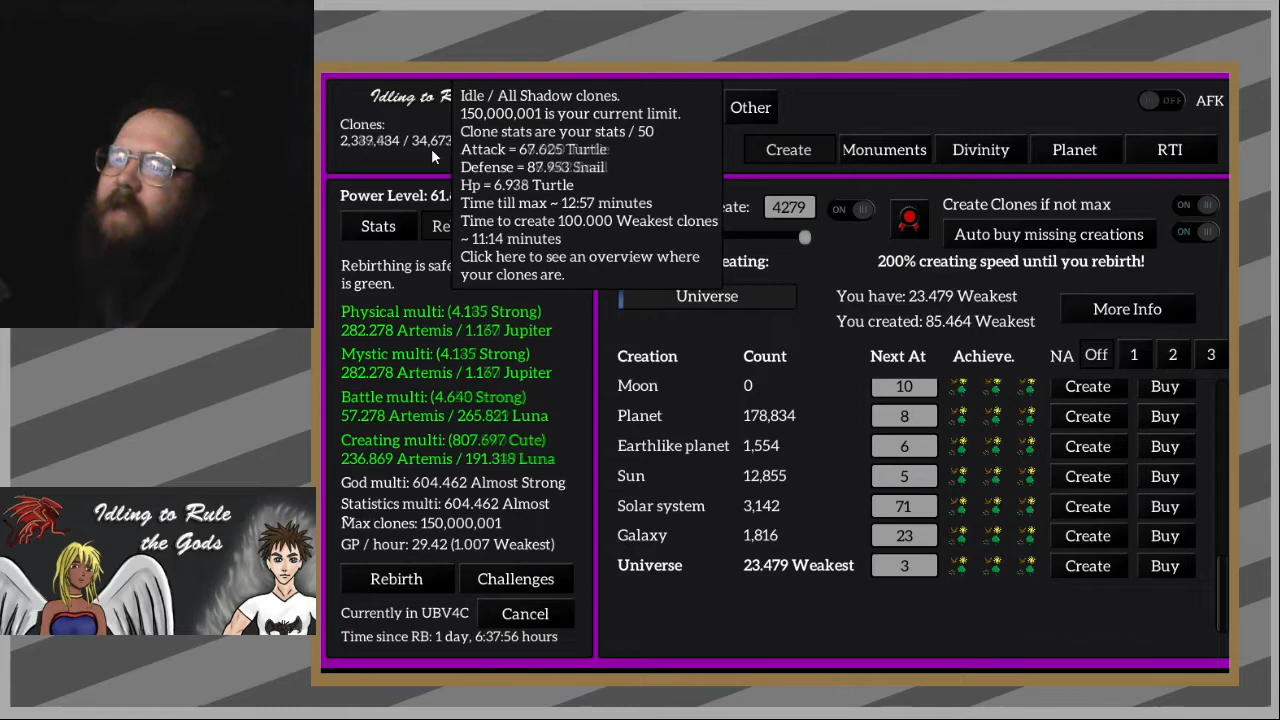 Idling to R
Clones:
2,339,434 / 34,673
Idle / All Shadow clones.
150,000,001 is your current limit.
Clone stats are your stats / 50
Attack = 67.625 Turtle
Defense = 87.953 Snail
Hp = 6.938 Turtle
Time till max ~ 12:57 minutes
Time to create 100.000 Weakest clones
~ 11:14 minutes
Click here to see an overview where
your clones are.
Other
OFF AFK
Create Monuments Divinity Planet RTI
Power Level: 61.
Stats Re
Rebirthing is safe
is green.
Physical multi: (4.135 Strong)
282.278 Artemis / 1.167 Jupiter
Mystic multi: (4.135 Strong)
282.278 Artemis / 1.167 Jupiter
Battle multi: (4.640 Strong)
57.278 Artemis / 265.821 Luna
Creating multi: (807.697 Cute)
236.869 Artemis / 191.318 Luna
God multi: 604.462 Almost Strong
Statistics multi: 604.462 Almost
Max clones: 150,000,001
GP / hour: 29.42 (1.007 Weakest)
Rebirth Challenges
Currently in UBV4C Cancel
Time since RB: 1 day, 6:37:56 hours
ate: 4279 ON
Create Clones if not max ON
Auto buy missing creations ON
eating:
200% creating speed until you rebirth!
Universe
You have: 23.479 Weakest
You created: 85.464 Weakest
More Info
Creation Count Next At Achieve. NA Off 1 2 3
Moon 0 10 Create Buy
Planet 178,834 8 Create Buy
Earthlike planet 1,554 6 Create Buy
Sun 12,855 5 Create Buy
Solar system 3,142 71 Create Buy
Galaxy 1,816 23 Create Buy
Universe 23.479 Weakest 3 Create Buy
Idling to Rule
the Gods